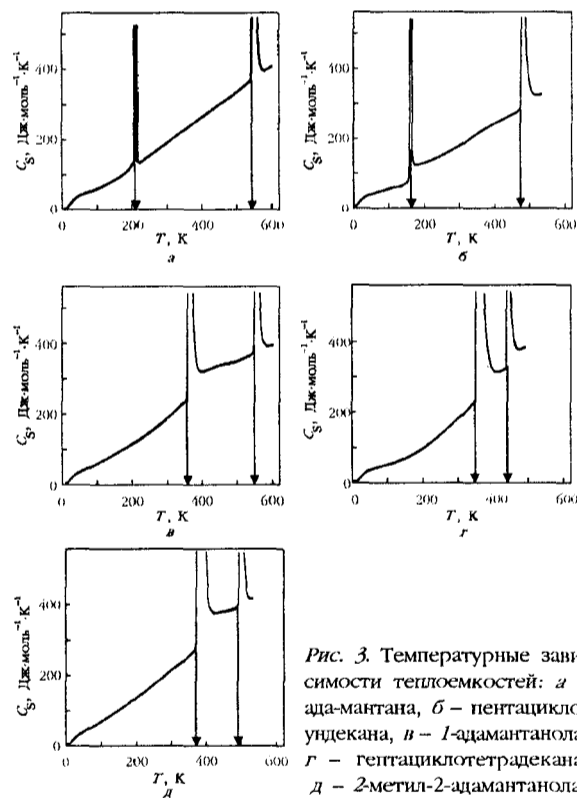 C_S, Дж·моль⁻¹·К⁻¹
400
200
0
0 200 400 600
T, К
а
C_S, Дж·моль⁻¹·К⁻¹
400
200
0
0 200 400 600
T, К
б
C_S, Дж·моль⁻¹·К⁻¹
400
200
0
0 200 400 600
T, К
в
C_S, Дж·моль⁻¹·К⁻¹
400
200
0
0 200 400 600
T, К
г
C_S, Дж·моль⁻¹·К⁻¹
400
200
0
0 200 400 600
T, К
д
Рис. 3. Температурные зави-
симости теплоемкостей: а
ада-мантана, б – пентацикло
ундекана, в – 1-адамантанола
г – гептациклотетрадекана
д – 2-метил-2-адамантанола